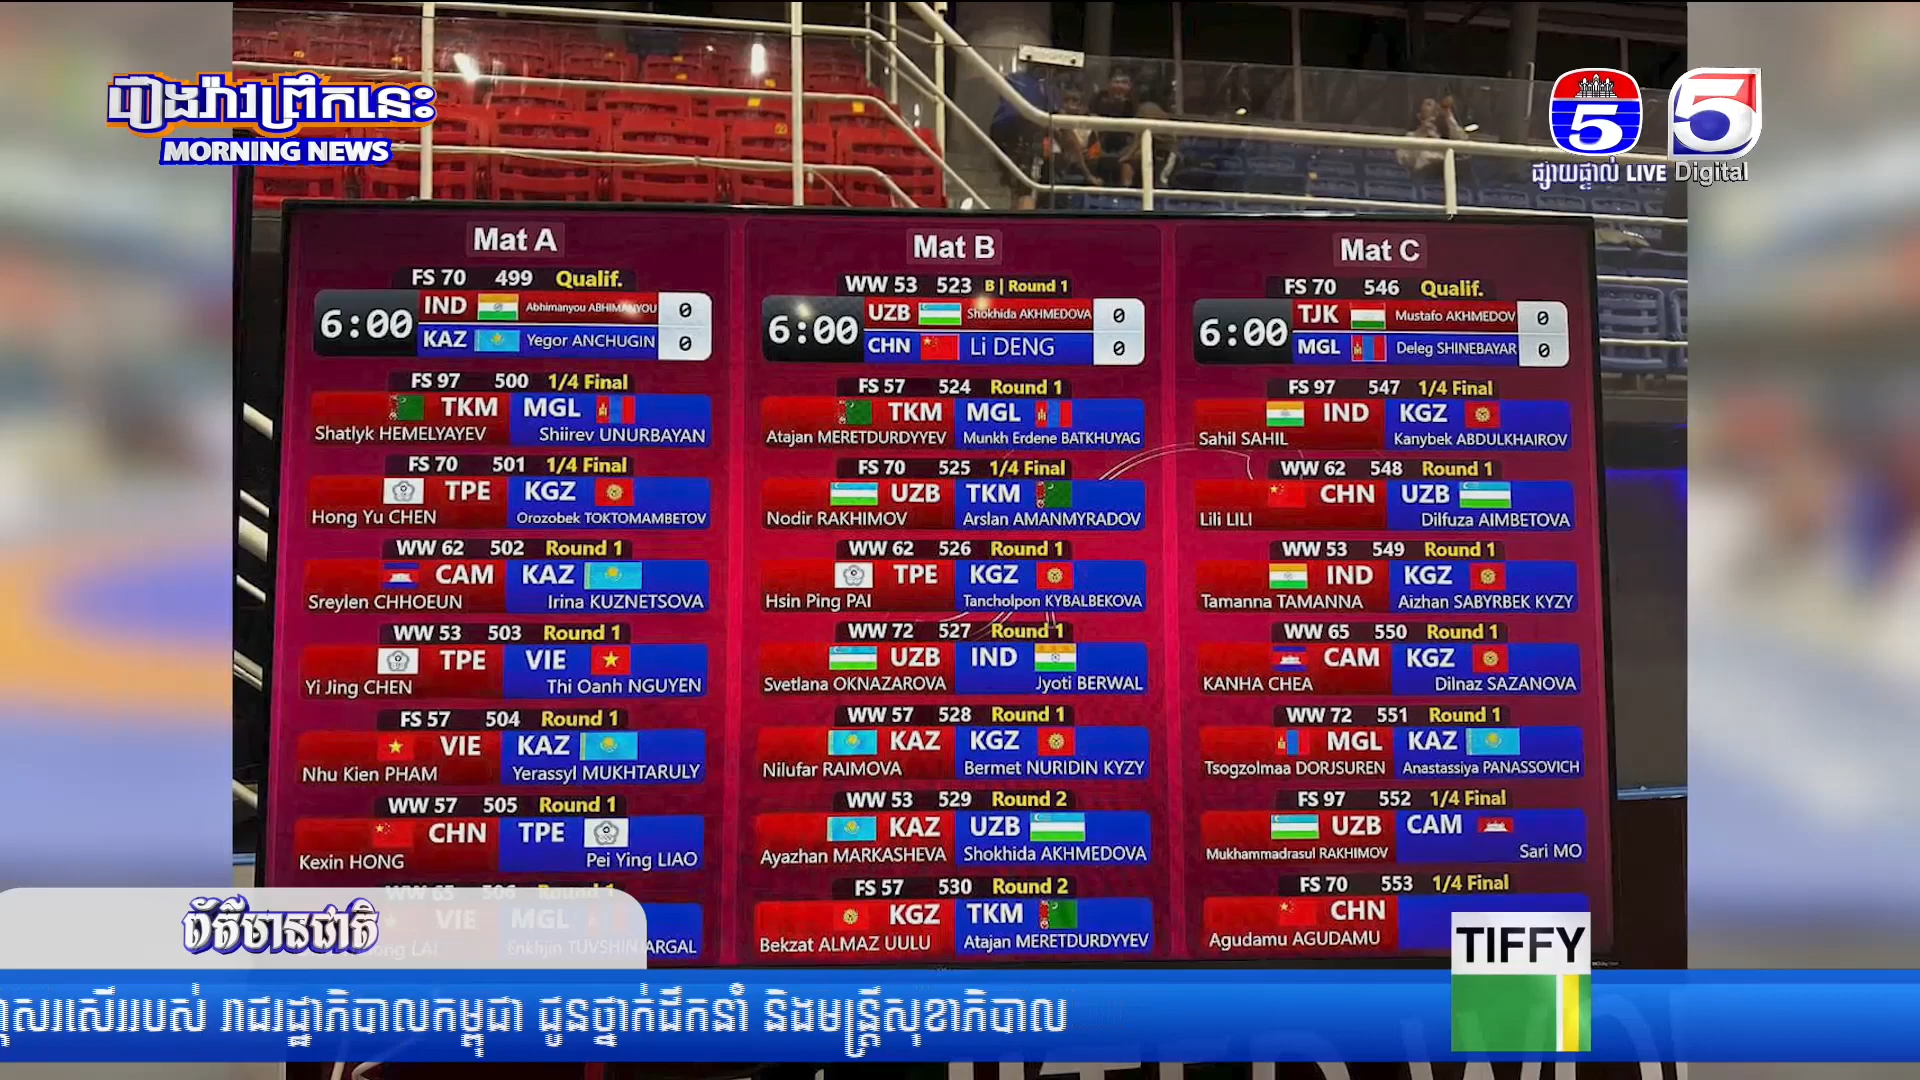 រឿងរ៉ាវព្រឹកនេះ
MORNING NEWS
5
5
ផ្សាយផ្ទាល់ LIVE Digital
Mat A
FS 70 499 Qualif.
6:00
IND Abhimanyou ABHIMANYOU 0
KAZ Yegor ANCHUGIN 0
FS 97 500 1/4 Final
TKM MGL
Shatlyk HEMELYAYEV Shiirev UNURBAYAN
FS 70 501 1/4 Final
TPE KGZ
Hong Yu CHEN Orozobek TOKTOMAMBETOV
WW 62 502 Round 1
CAM KAZ
Sreylen CHHOEUN Irina KUZNETSOVA
WW 53 503 Round 1
TPE VIE
Yi Jing CHEN Thi Oanh NGUYEN
FS 57 504 Round 1
VIE KAZ
Nhu Kien PHAM Yerassyl MUKHTARULY
WW 57 505 Round 1
CHN TPE
Kexin HONG Pei Ying LIAO
WW 65 506 Round 1
VIE MGL
LAI Enkhjin TUVSHINJARGAL
Mat B
WW 53 523 B | Round 1
6:00
UZB Shokhida AKHMEDOVA 0
CHN Li DENG 0
FS 57 524 Round 1
TKM MGL
Atajan MERETDURDYYEV Munkh Erdene BATKHUYAG
FS 70 525 1/4 Final
UZB TKM
Nodir RAKHIMOV Arslan AMANMYRADOV
WW 62 526 Round 1
TPE KGZ
Hsin Ping PAI Tancholpon KYBALBEKOVA
WW 72 527 Round 1
UZB IND
Svetlana OKNAZAROVA Jyoti BERWAL
WW 57 528 Round 1
KAZ KGZ
Nilufar RAIMOVA Bermet NURIDIN KYZY
WW 53 529 Round 2
KAZ UZB
Ayazhan MARKASHEVA Shokhida AKHMEDOVA
FS 57 530 Round 2
KGZ TKM
Bekzat ALMAZ UULU Atajan MERETDURDYYEV
Mat C
FS 70 546 Qualif.
6:00
TJK Mustafo AKHMEDOV 0
MGL Deleg SHINEBAYAR 0
FS 97 547 1/4 Final
IND KGZ
Sahil SAHIL Kanybek ABDULKHAIROV
WW 62 548 Round 1
CHN UZB
Lili LILI Dilfuza AIMBETOVA
WW 53 549 Round 1
IND KGZ
Tamanna TAMANNA Aizhan SABYRBEK KYZY
WW 65 550 Round 1
CAM KGZ
KANHA CHEA Dilnaz SAZANOVA
WW 72 551 Round 1
MGL KAZ
Tsogzolmaa DORJSUREN Anastassiya PANASSOVICH
FS 97 552 1/4 Final
UZB CAM
Mukhammadrasul RAKHIMOV Sari MO
FS 70 553 1/4 Final
CHN
Agudamu AGUDAMU
ព័ត៌មានជាតិ
TIFFY
សរសើររបស់ រាជរដ្ឋាភិបាលកម្ពុជា ជូនថ្នាក់ដឹកនាំ និងមន្ត្រីសុខាភិបាល